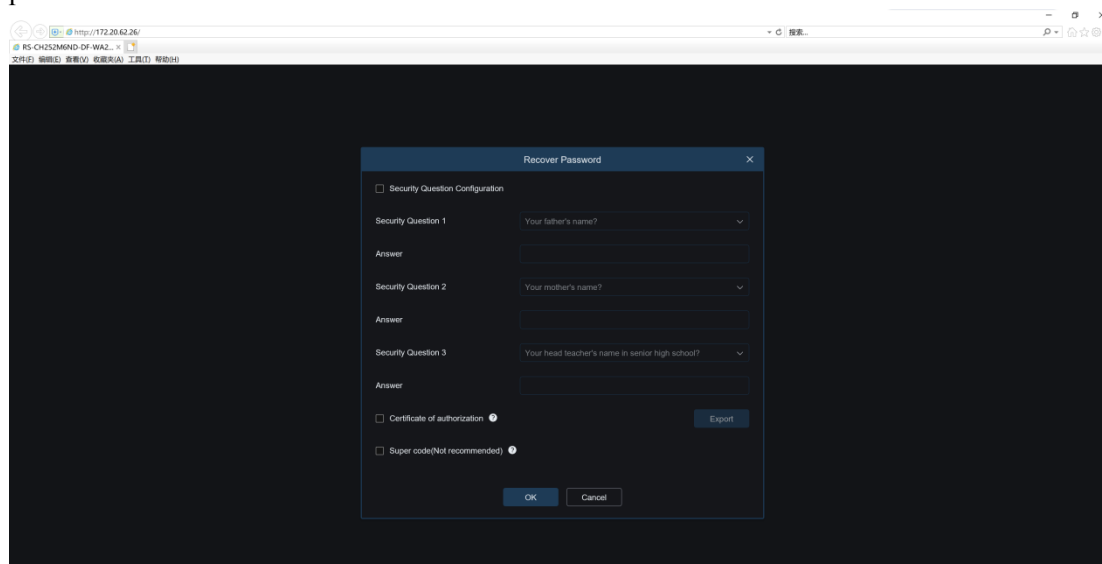 http://172.20.62.26/
搜索...
RS-CH252M6ND-DF-WA2...
文件(F) 编辑(E) 查看(V) 收藏夹(A) 工具(T) 帮助(H)
Recover Password
Security Question Configuration
Security Question 1 Your father's name?
Answer
Security Question 2 Your mother's name?
Answer
Security Question 3 Your head teacher's name in senior high school?
Answer
Certificate of authorization Export
Super code(Not recommended)
OK Cancel